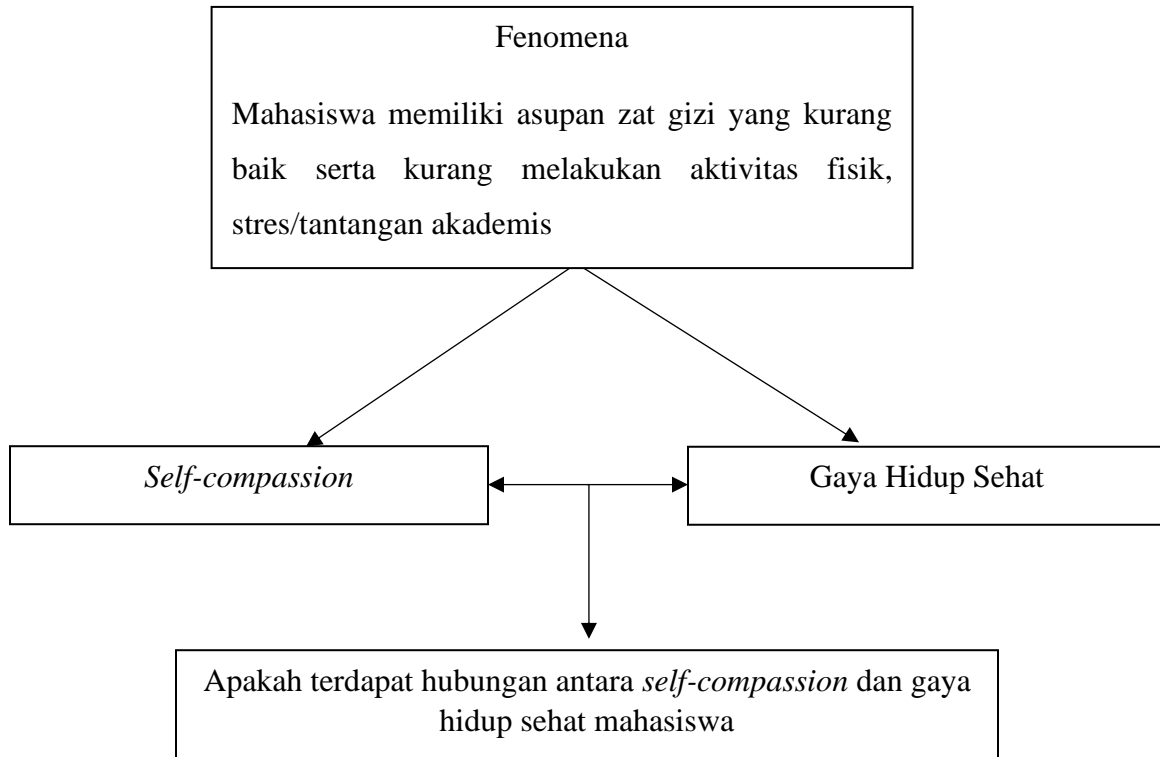 Fenomena
Mahasiswa memiliki asupan zat gizi yang kurang
baik serta kurang melakukan aktivitas fisik,
stres/tantangan akademis
Self-compassion
Gaya Hidup Sehat
Apakah terdapat hubungan antara self-compassion dan gaya
hidup sehat mahasiswa